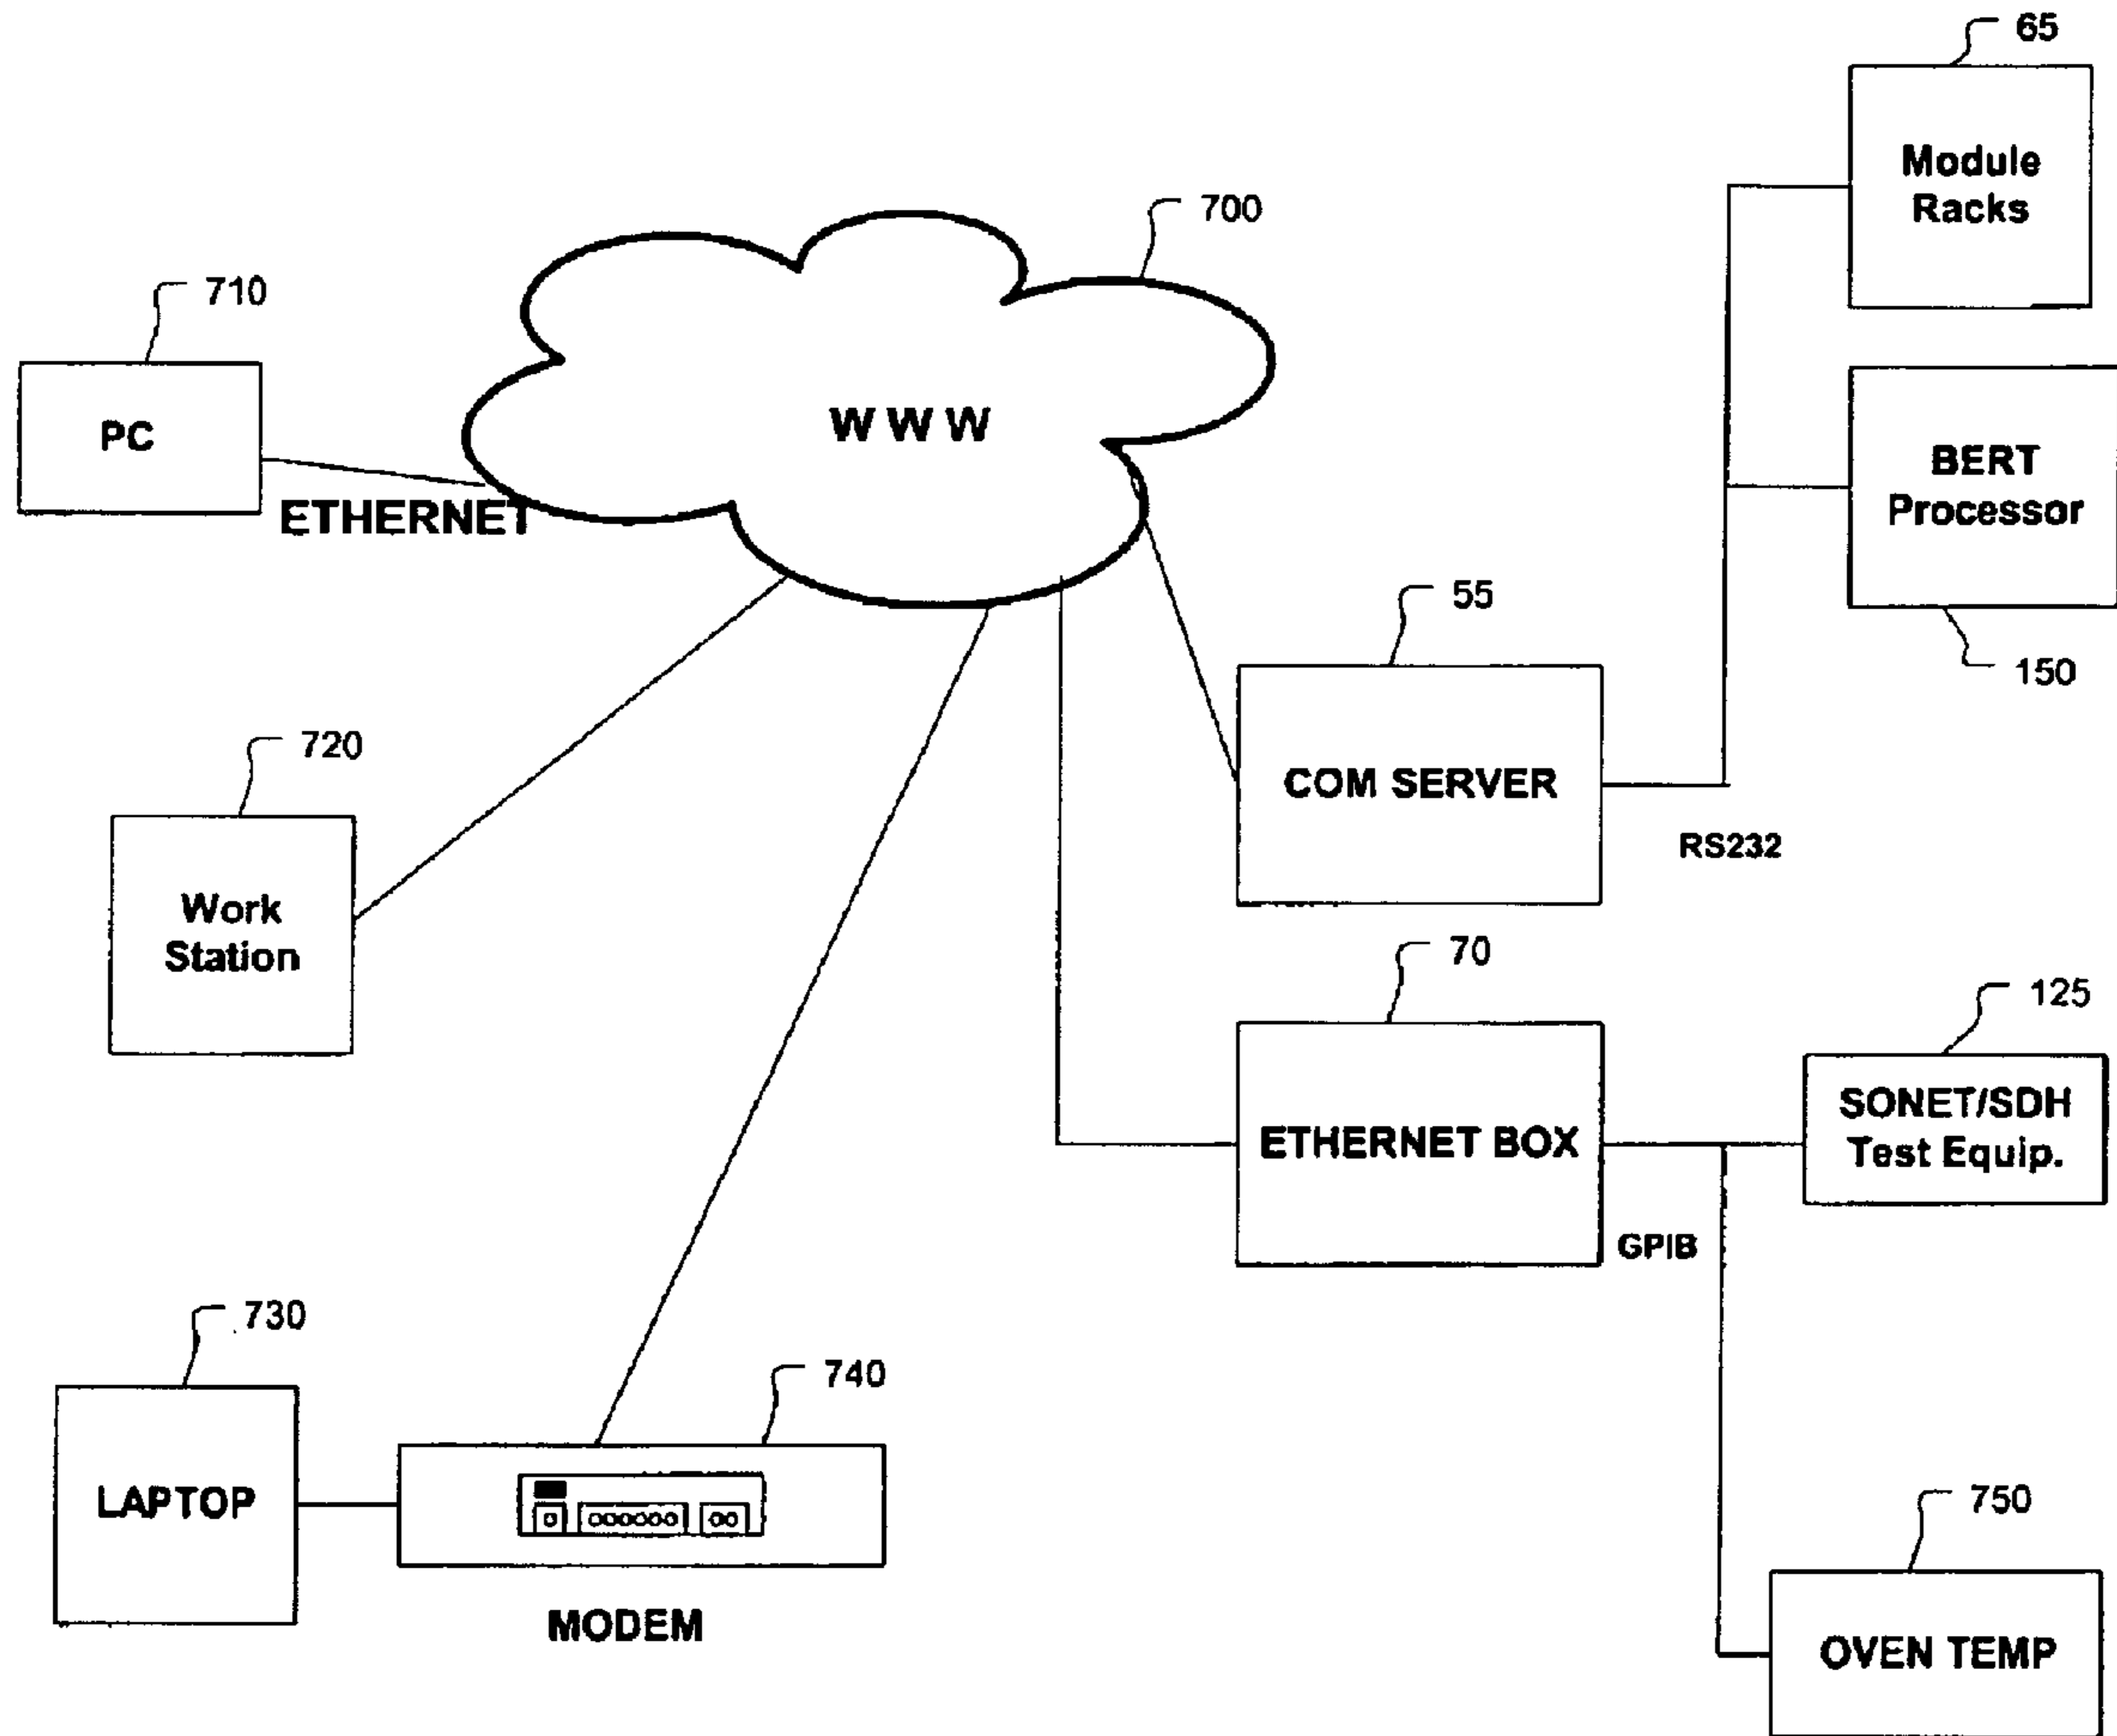 65
Module
Racks
700
710
PC
W W W
BERT
Processor
ETHERNET
55
150
720
COM SERVER
RS232
Work
Station
70
125
SONET/SDH
Test Equip.
ETHERNET BOX
GPIB
730
740
LAPTOP
750
MODEM
OVEN TEMP